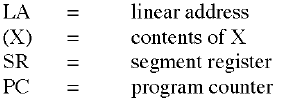 LA = linear address
(X) = contents of X
SR = segment register
PC = program counter